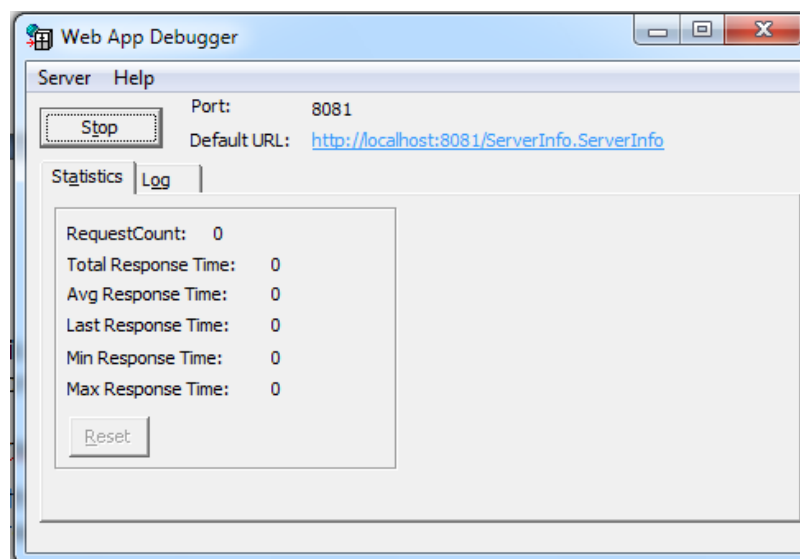 Web App Debugger
Server Help
Stop
Port: 8081
Default URL: http://localhost:8081/ServerInfo.ServerInfo
Statistics Log
RequestCount: 0
Total Response Time: 0
Avg Response Time: 0
Last Response Time: 0
Min Response Time: 0
Max Response Time: 0
Reset